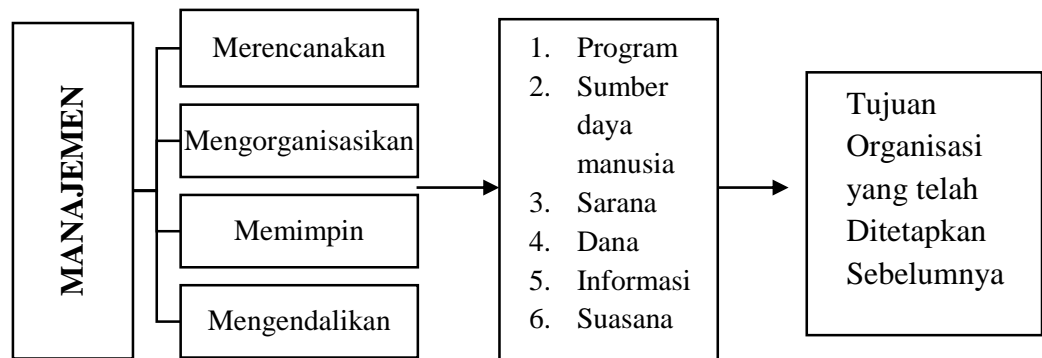 MANAJEMEN
Merencanakan
Mengorganisasikan
Memimpin
Mengendalikan
1. Program
2. Sumber
daya
manusia
3. Sarana
4. Dana
5. Informasi
6. Suasana
Tujuan
Organisasi
yang telah
Ditetapkan
Sebelumnya